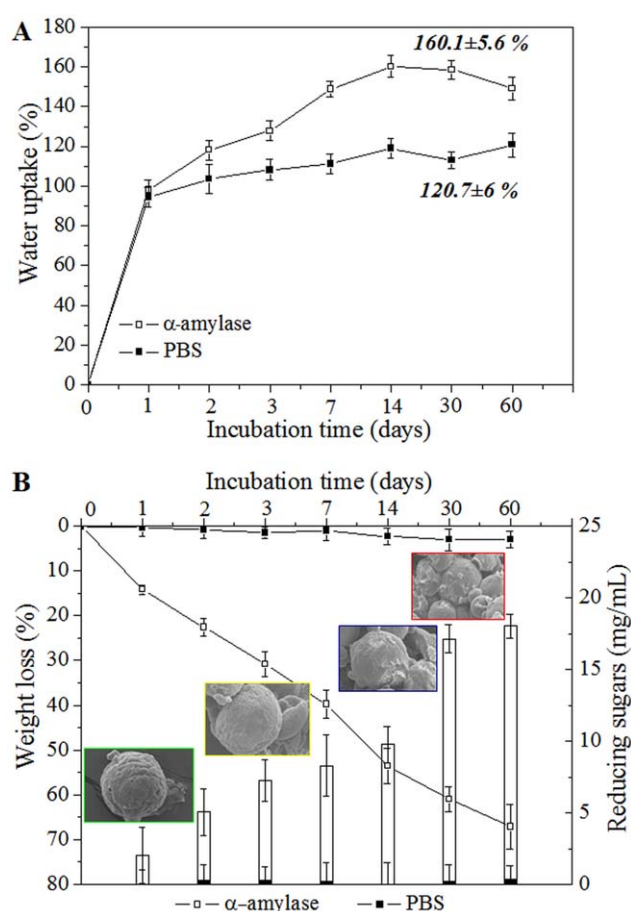 A
160.1±5.6 %
180
160
140
120
100
80
60
40
20
0
Water uptake (%)
120.7±6 %
α-amylase
PBS
0 1 2 3 7 14 30 60
Incubation time (days)
B
Incubation time (days)
0 1 2 3 7 14 30 60
0
10
20
30
40
50
60
70
80
Weight loss (%)
25
20
15
10
5
0
Reducing sugars (mg/mL)
α-amylase PBS